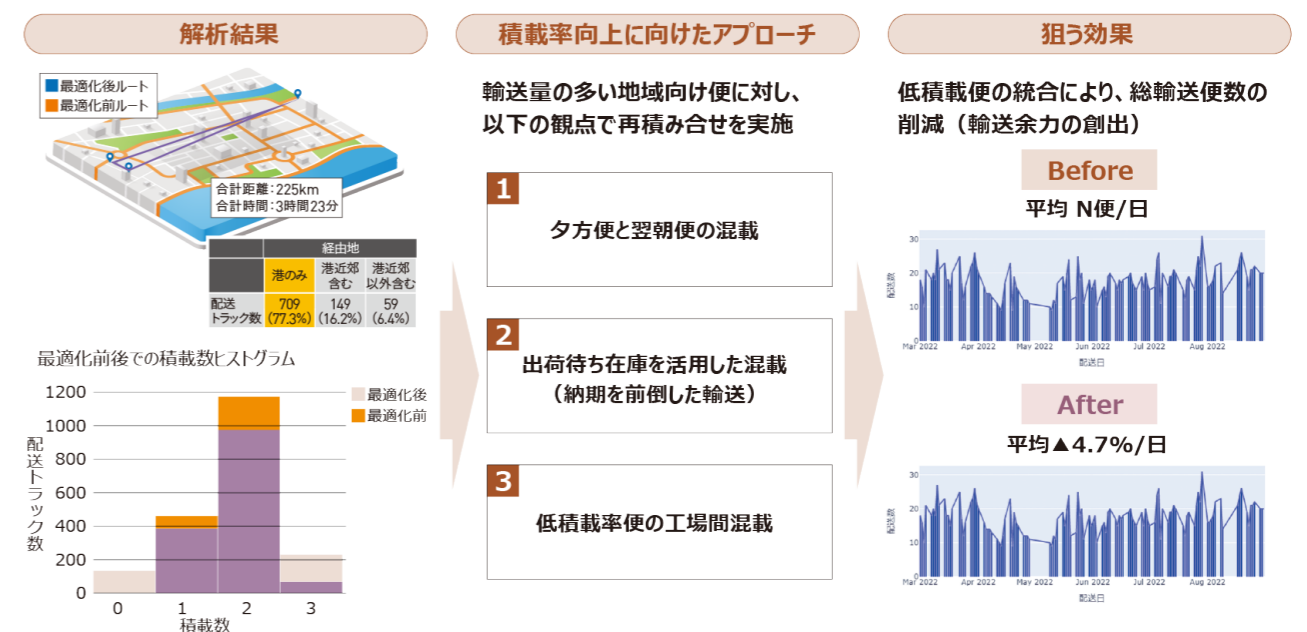 解析結果
最適化後ルート
最適化前ルート
合計距離:225km
合計時間:3時間23分
経由地
港のみ
港近郊
含む
港近郊
以外含む
配送
トラック数
709
(77.3%)
149
(16.2%)
59
(6.4%)
最適化前後での積載数ヒストグラム
最適化後
最適化前
配送トラック数
1200
1000
800
600
400
200
0
0 1 2 3
積載数
積載率向上に向けたアプローチ
輸送量の多い地域向け便に対し、
以下の観点で再積み合せを実施
1
夕方便と翌朝便の混載
2
出荷待ち在庫を活用した混載
（納期を前倒した輸送）
3
低積載率便の工場間混載
狙う効果
低積載便の統合により、総輸送便数の
削減（輸送余力の創出）
Before
平均 N便/日
配送数
30
20
10
0
Mar 2022 Apr 2022 May 2022 Jun 2022 Jul 2022 Aug 2022
配送日
After
平均▲4.7%/日
配送数
30
20
10
0
Mar 2022 Apr 2022 May 2022 Jun 2022 Jul 2022 Aug 2022
配送日